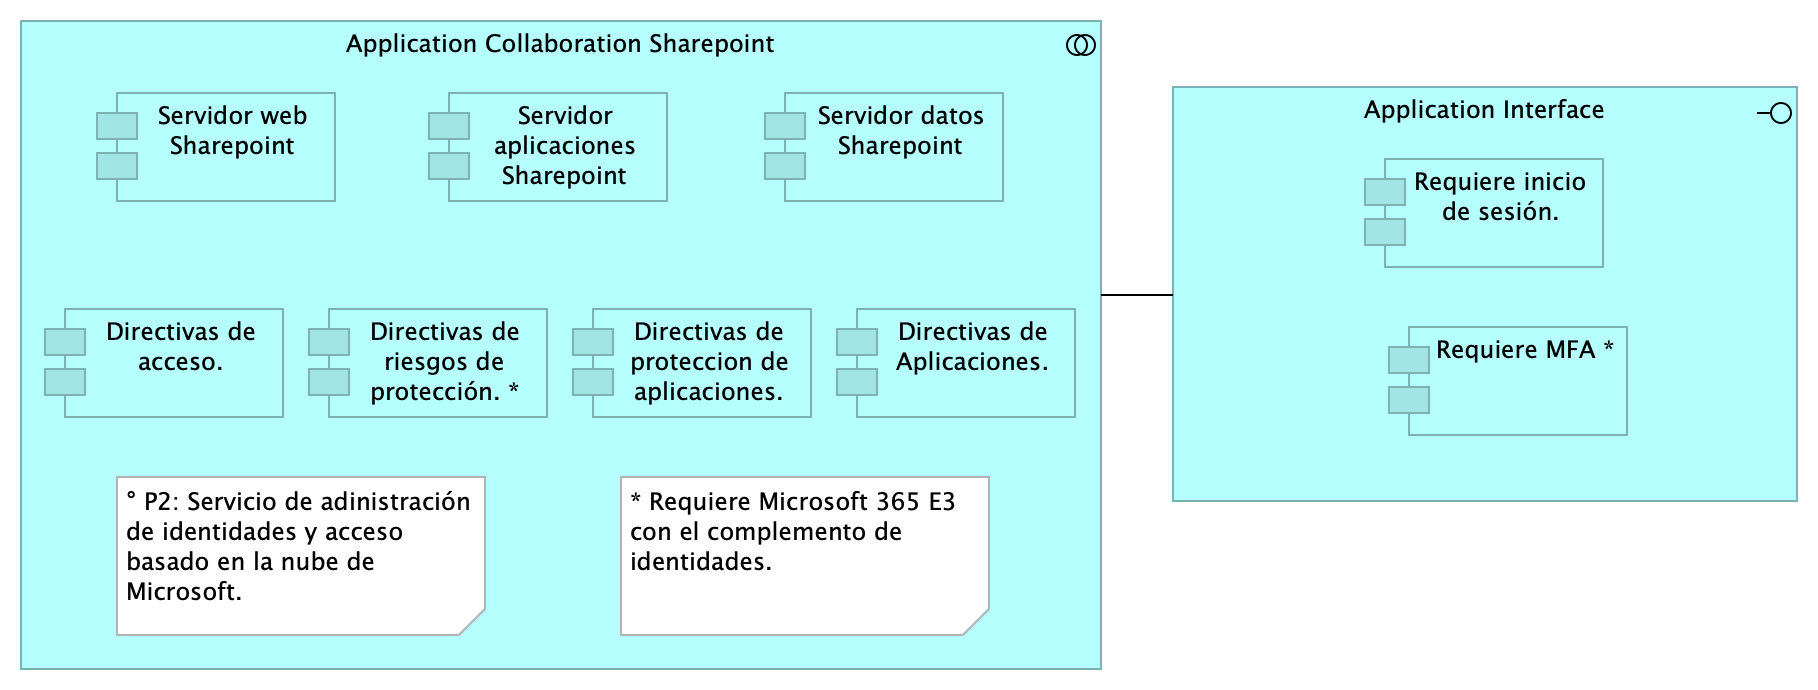 Application Collaboration Sharepoint
Servidor web
Sharepoint
Servidor
aplicaciones
Sharepoint
Servidor datos
Sharepoint
Directivas de
acceso.
Directivas de
riesgos de
protección. *
Directivas de
proteccion de
aplicaciones.
Directivas de
Aplicaciones.
° P2: Servicio de adinistración
de identidades y acceso
basado en la nube de
Microsoft.
* Requiere Microsoft 365 E3
con el complemento de
identidades.
Application Interface
Requiere inicio
de sesión.
Requiere MFA *